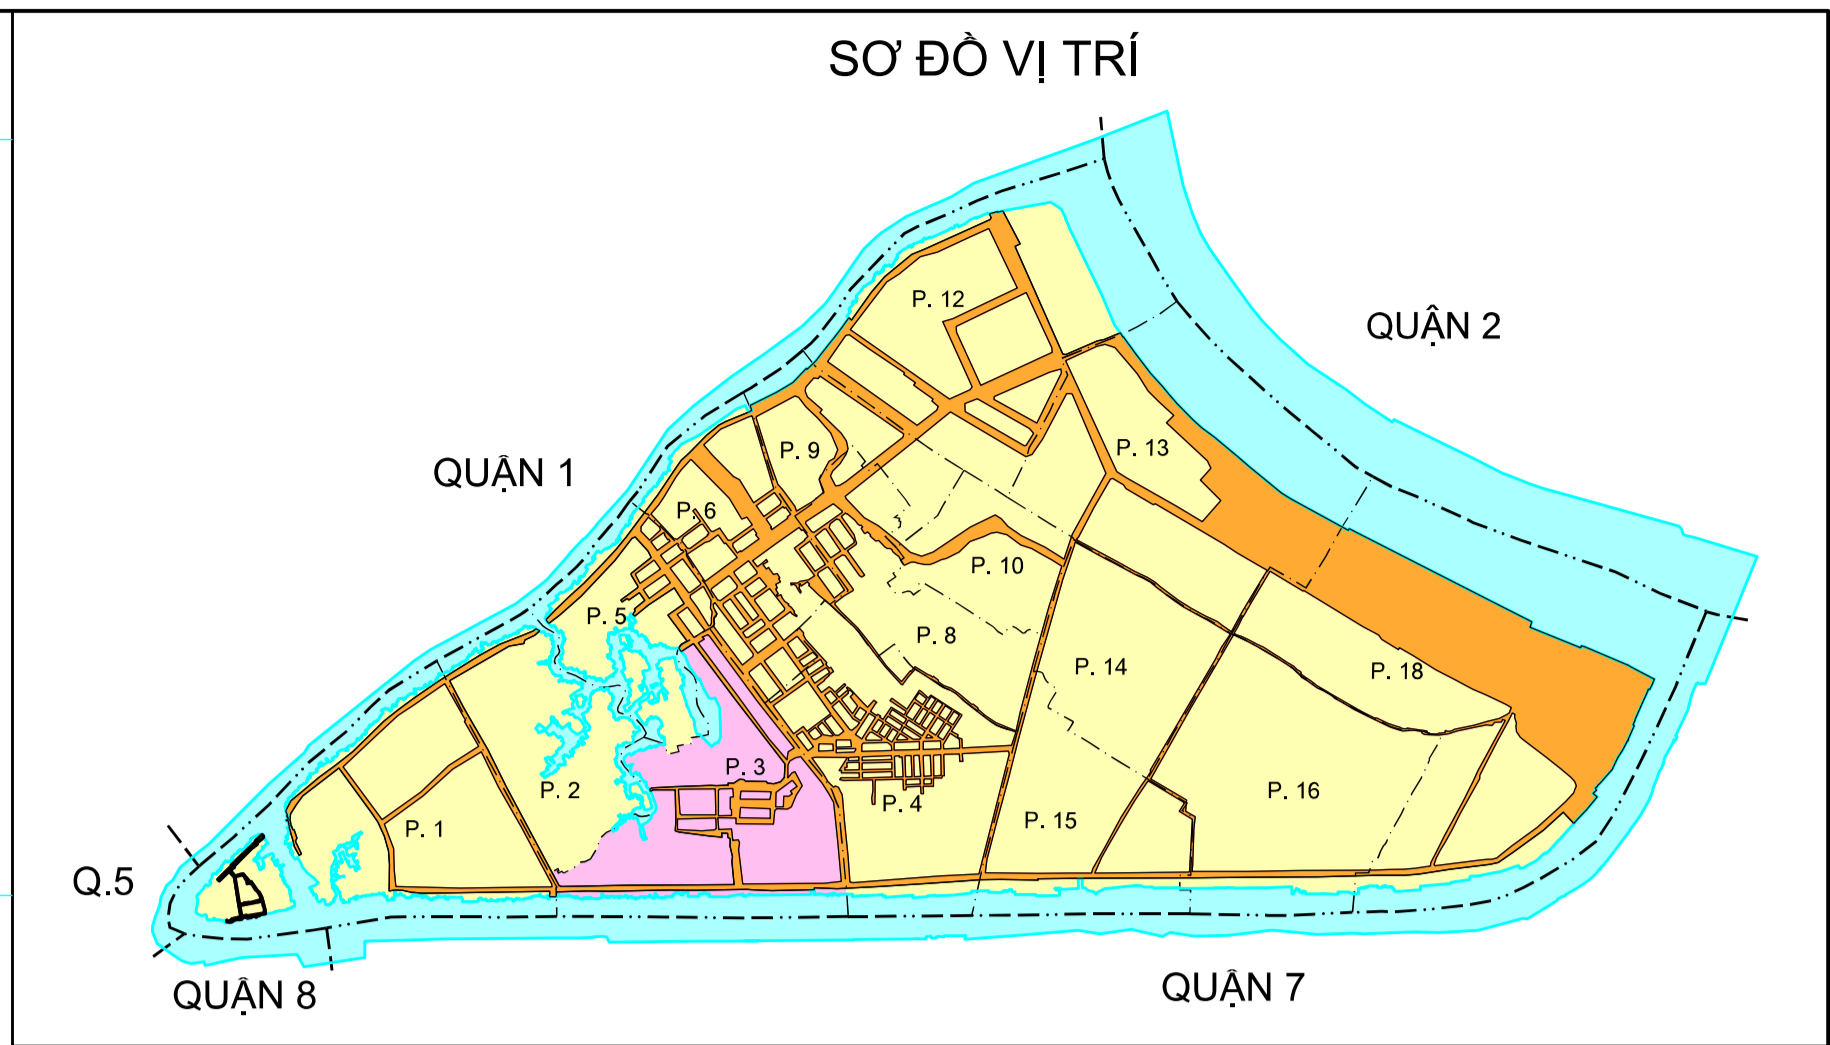 SƠ ĐỒ VỊ TRÍ
P. 12
QUẬN 2
P. 13
P. 9
QUẬN 1
P. 6
P. 10
P. 5
P. 8
P. 14
P. 18
P. 3
P. 2
P. 16
P. 4
P. 15
P. 1
Q.5
QUẬN 8
QUẬN 7